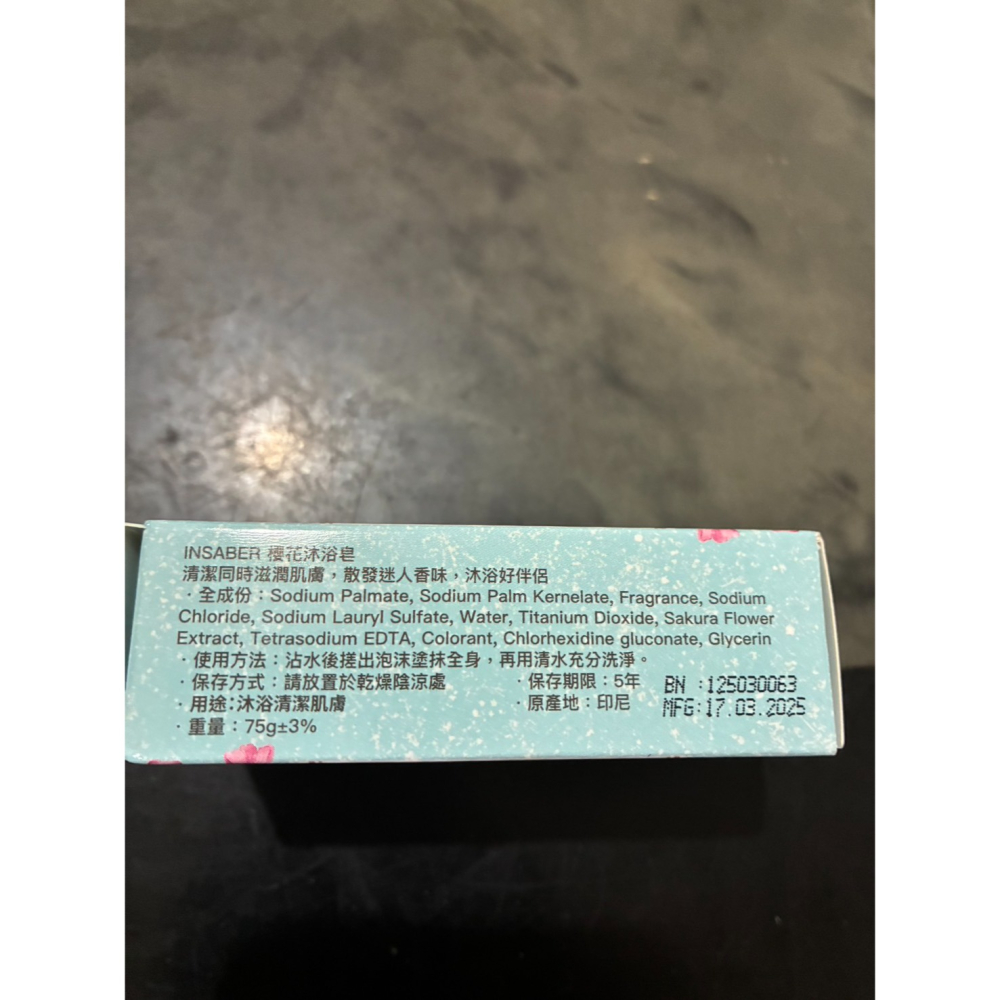 INSABER 櫻花沐浴皂
清潔同時滋潤肌膚，散發迷人香味，沐浴好伴侶
·全成份：Sodium Palmate, Sodium Palm Kernelate, Fragrance, Sodium
Chloride, Sodium Lauryl Sulfate, Water, Titanium Dioxide, Sakura Flower
Extract, Tetrasodium EDTA, Colorant, Chlorhexidine gluconate, Glycerin
·使用方法：沾水後搓出泡沫塗抹全身，再用清水充分洗淨。
·保存方式：請放置於乾燥陰涼處 ·保存期限：5年
·用途:沐浴清潔肌膚 ·原產地：印尼
·重量：75g±3%
BN :125030063
MFG:17.03.2025